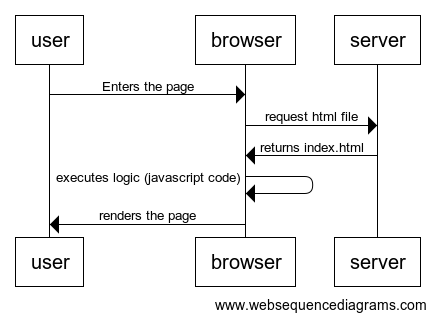 user browser server
Enters the page
request html file
returns index.html
executes logic (javascript code)
renders the page
user browser server
www.websequencediagrams.com